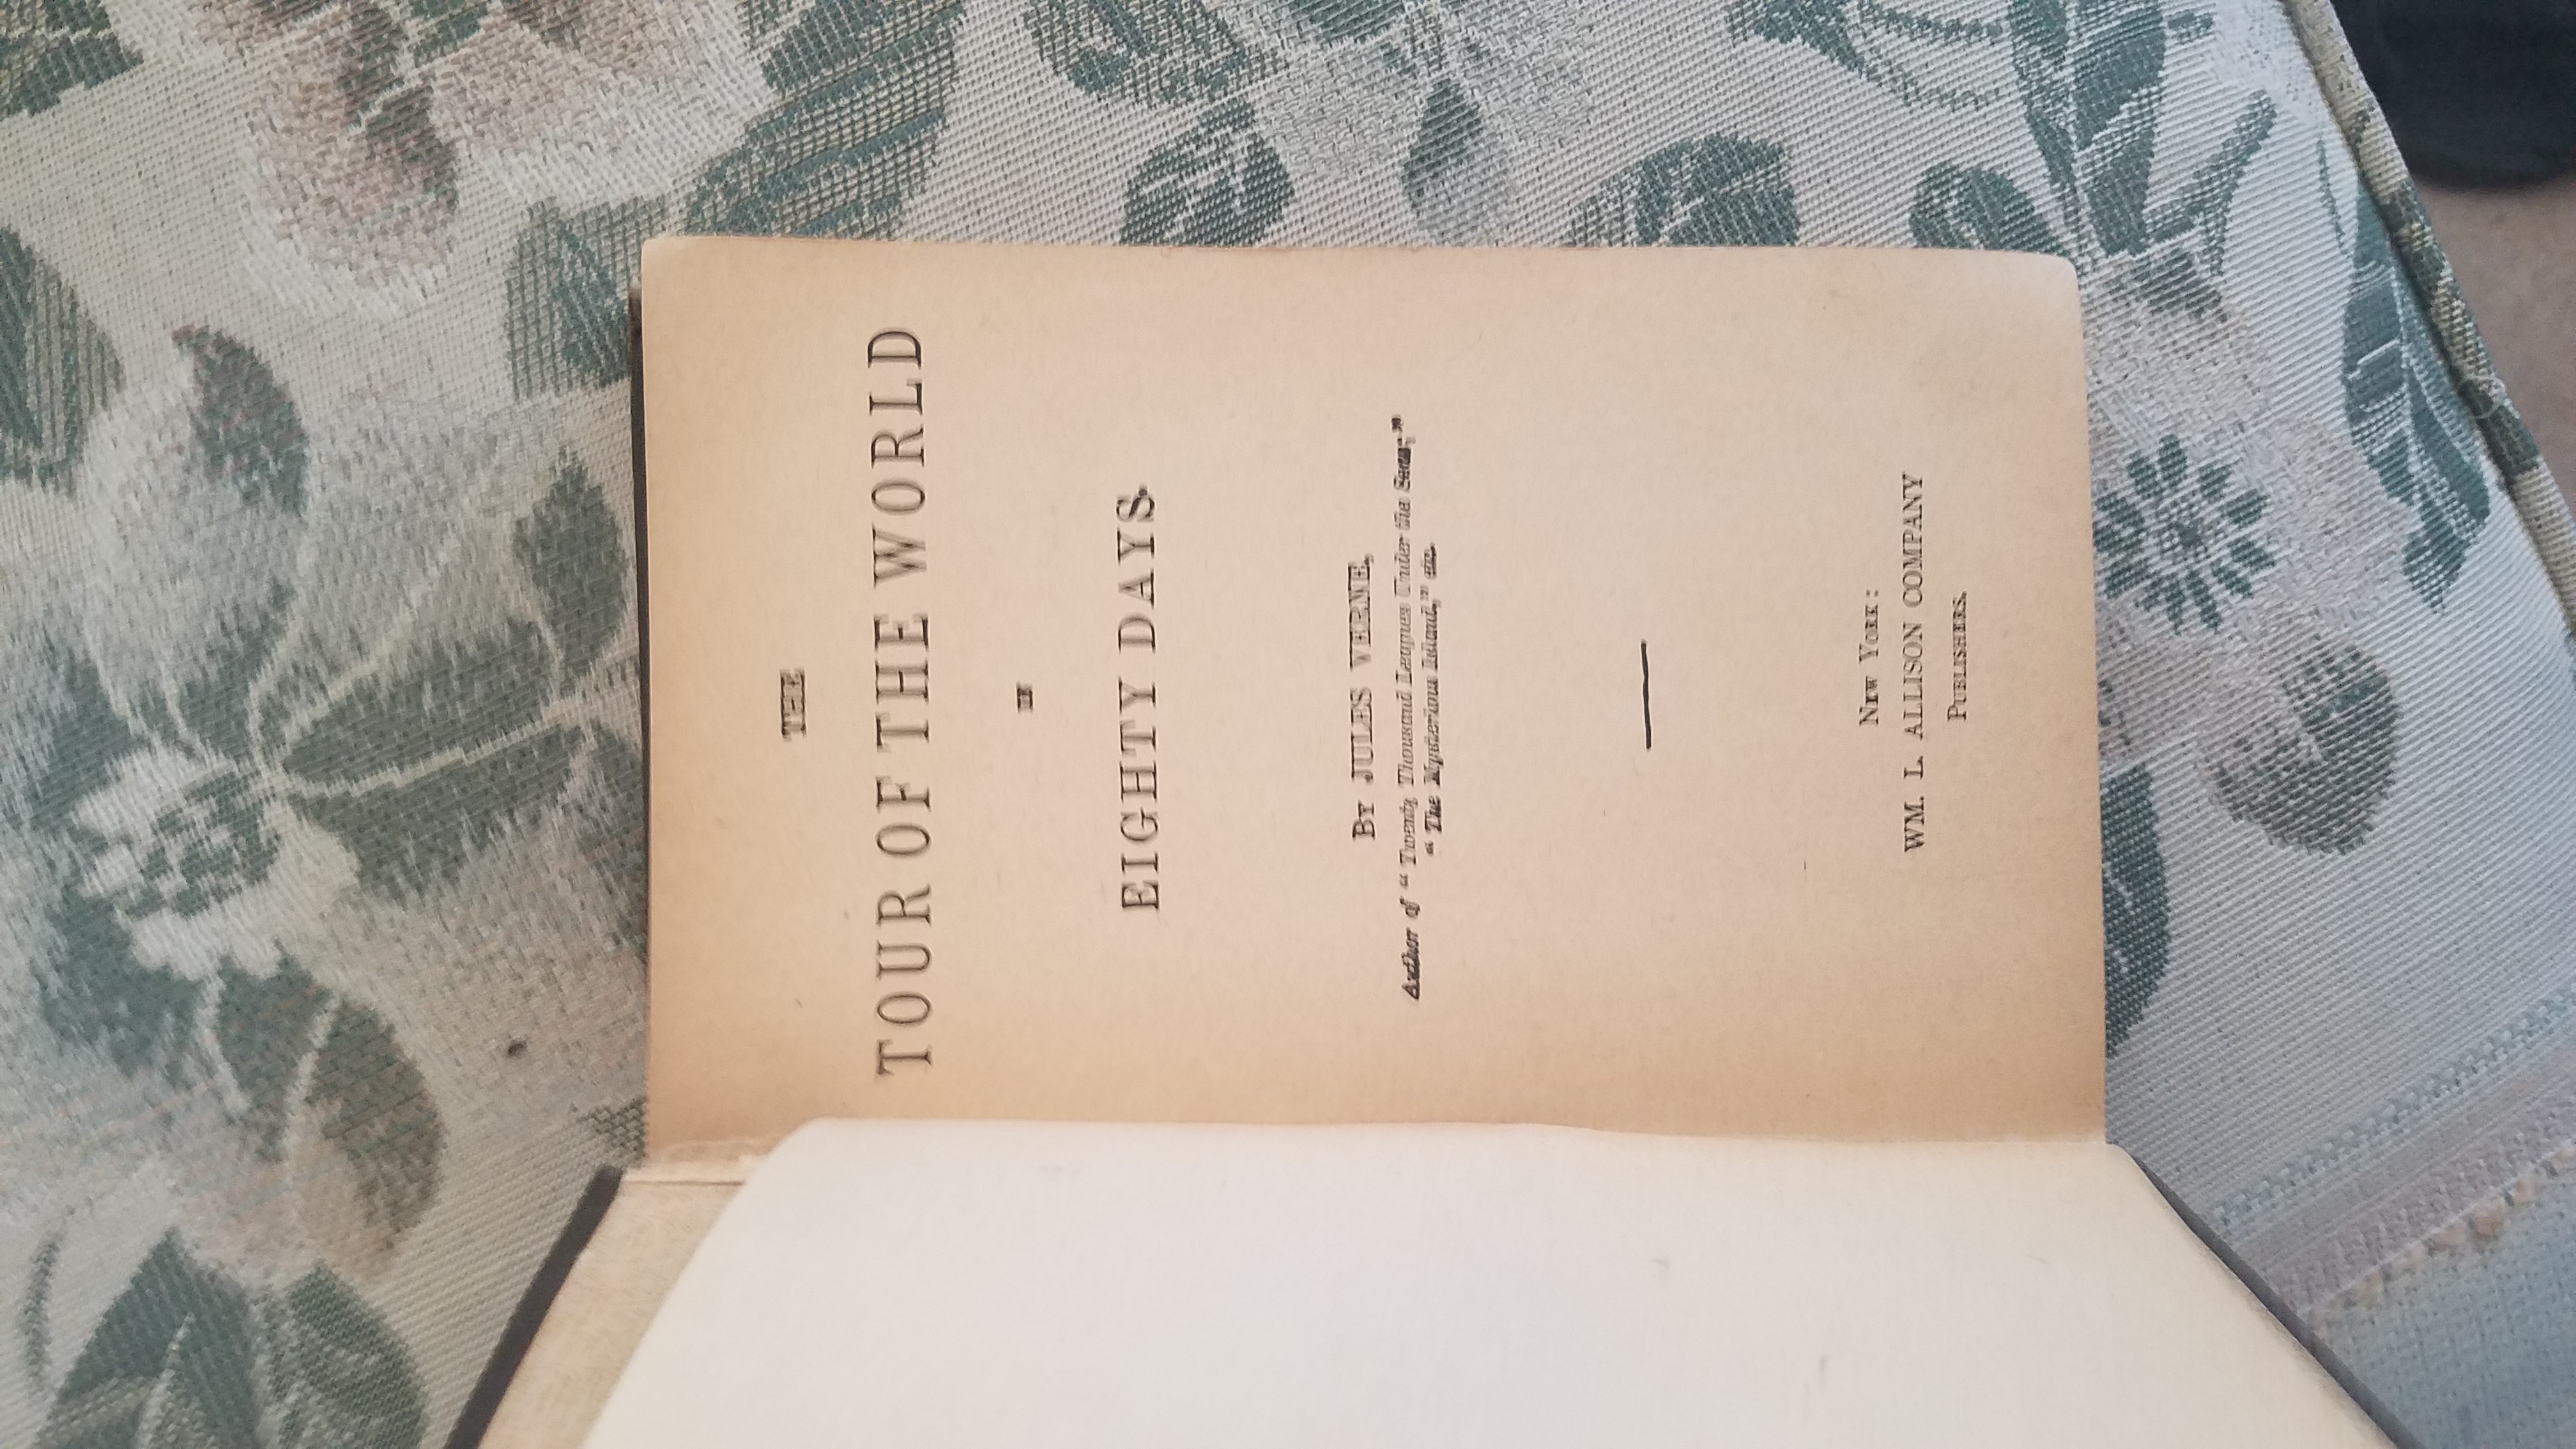 THE
TOUR OF THE WORLD
IN
EIGHTY DAYS.
BY JULES VERNE,
Author of " Twenty Thousand Leagues Under the Seas,"
" The Mysterious Island," etc.
NEW YORK :
WM. L. ALLISON COMPANY
PUBLISHERS.